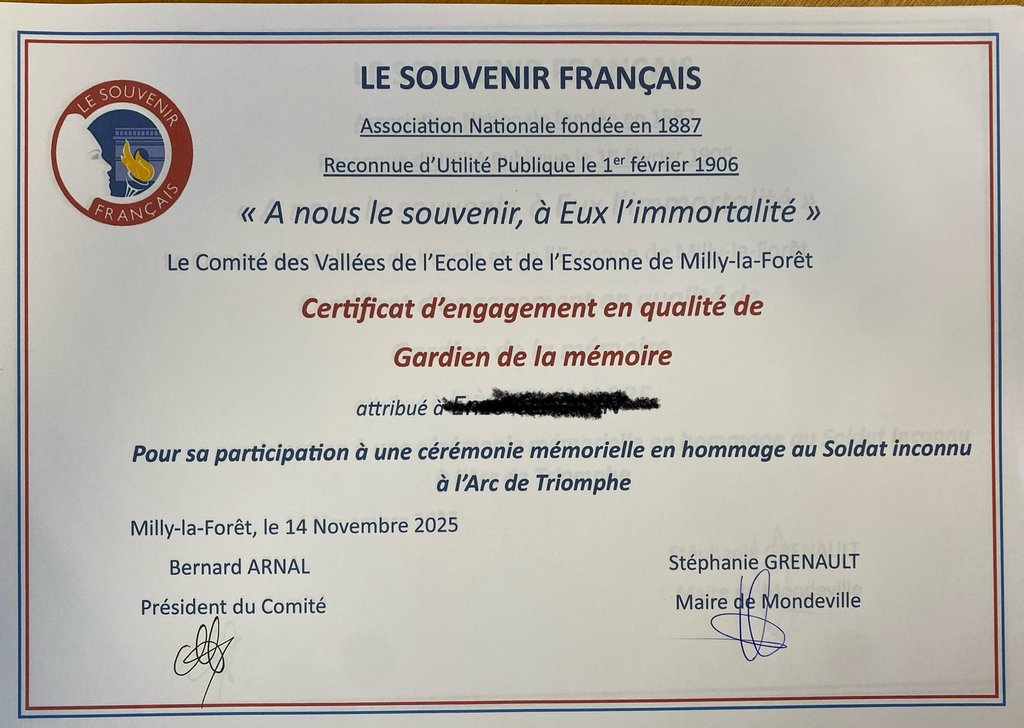 LE SOUVENIR FRANÇAIS
LE SOUVENIR FRANÇAIS
Association Nationale fondée en 1887
Reconnue d’Utilité Publique le 1er février 1906
« A nous le souvenir, à Eux l’immortalité »
Le Comité des Vallées de l’Ecole et de l’Essonne de Milly-la-Forêt
Certificat d’engagement en qualité de
Gardien de la mémoire
attribué à
Pour sa participation à une cérémonie mémorielle en hommage au Soldat inconnu
à l’Arc de Triomphe
Milly-la-Forêt, le 14 Novembre 2025
Bernard ARNAL
Président du Comité
Stéphanie GRENAULT
Maire de Mondeville